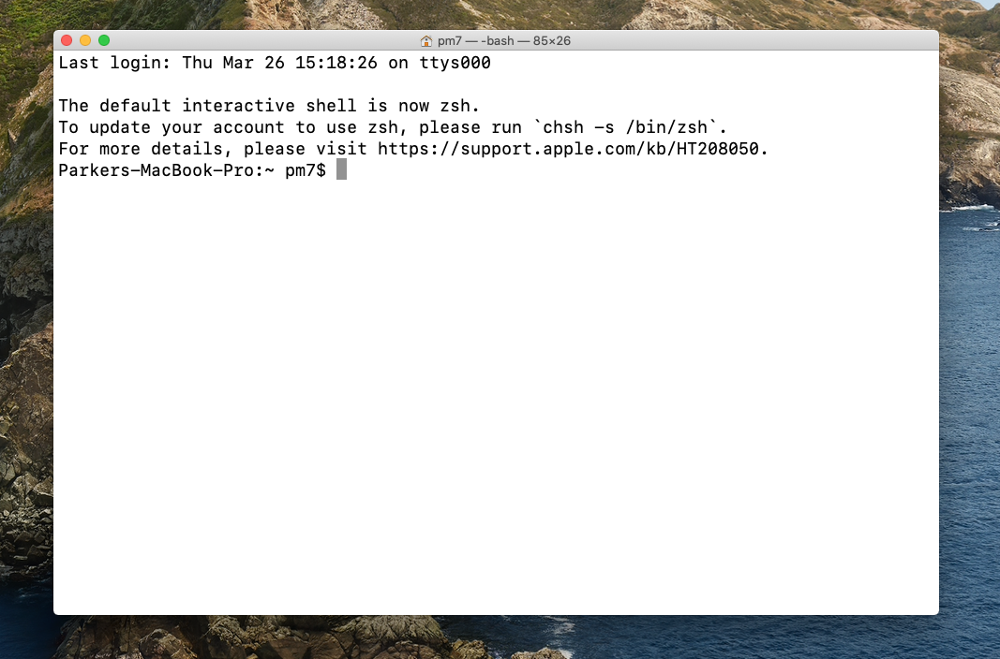 pm7 — -bash — 85×26
Last login: Thu Mar 26 15:18:26 on ttys000
The default interactive shell is now zsh.
To update your account to use zsh, please run `chsh -s /bin/zsh`.
For more details, please visit https://support.apple.com/kb/HT208050.
Parkers-MacBook-Pro:~ pm7$